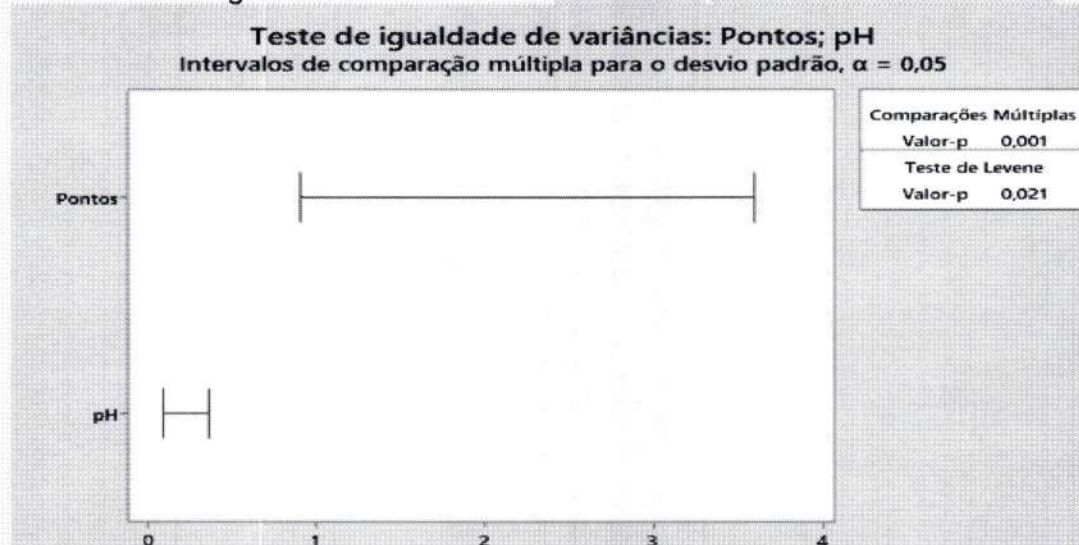 Teste de igualdade de variâncias: Pontos; pH
Intervalos de comparação múltipla para o desvio padrão, α = 0,05
Comparações Múltiplas
Valor-p 0,001
Teste de Levene
Valor-p 0,021
Pontos
pH
0 1 2 3 4